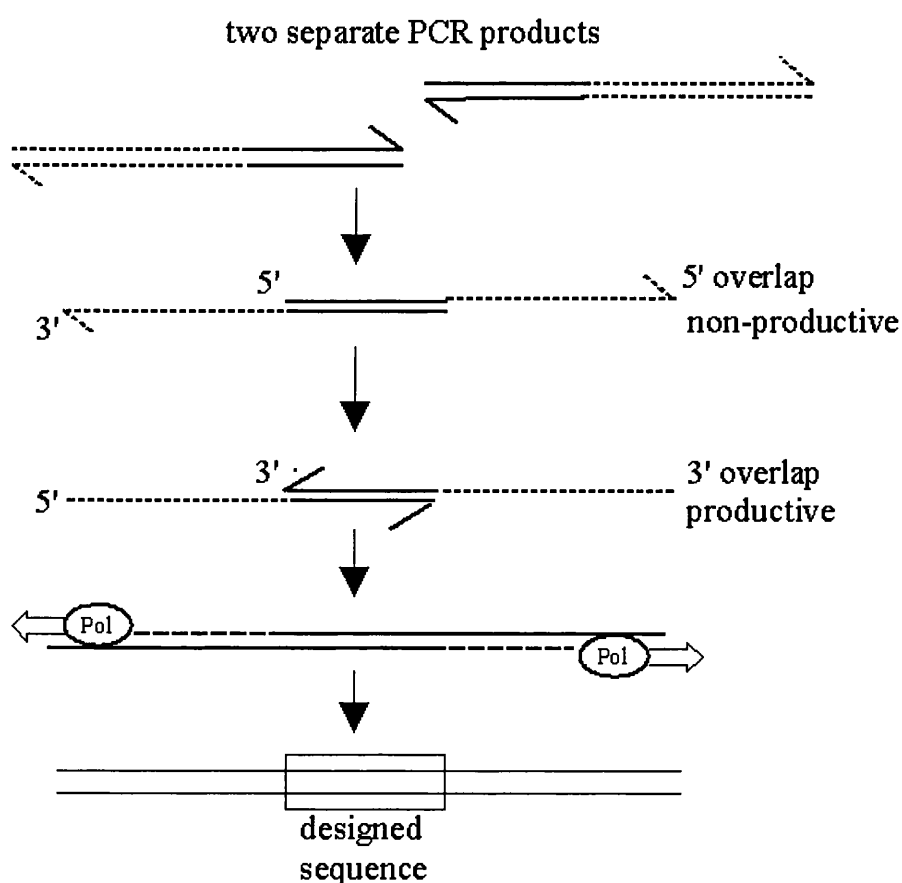 two separate PCR products
5'
5' overlap
3'
non-productive
3'
3' overlap
5'
productive
Pol
Pol
designed
sequence